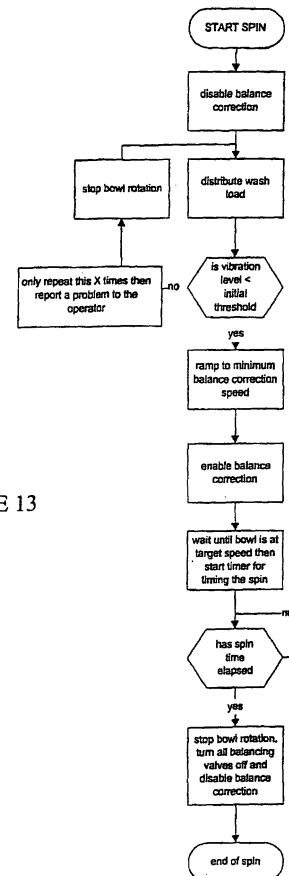 START SPIN
disable balance
correction
stop bowl rotation
distribute wash
load
only repeat this X times then
report a problem to the
operator
no
is vibration
level <
initial
threshold
yes
ramp to minimum
balance correction
speed
enable balance
correction
E 13
wait until bowl is at
target speed then
start timer for
timing the spin
has spin
time
elapsed
yes
stop bowl rotation,
turn all balancing
valves off and
disable balance
correction
end of spin